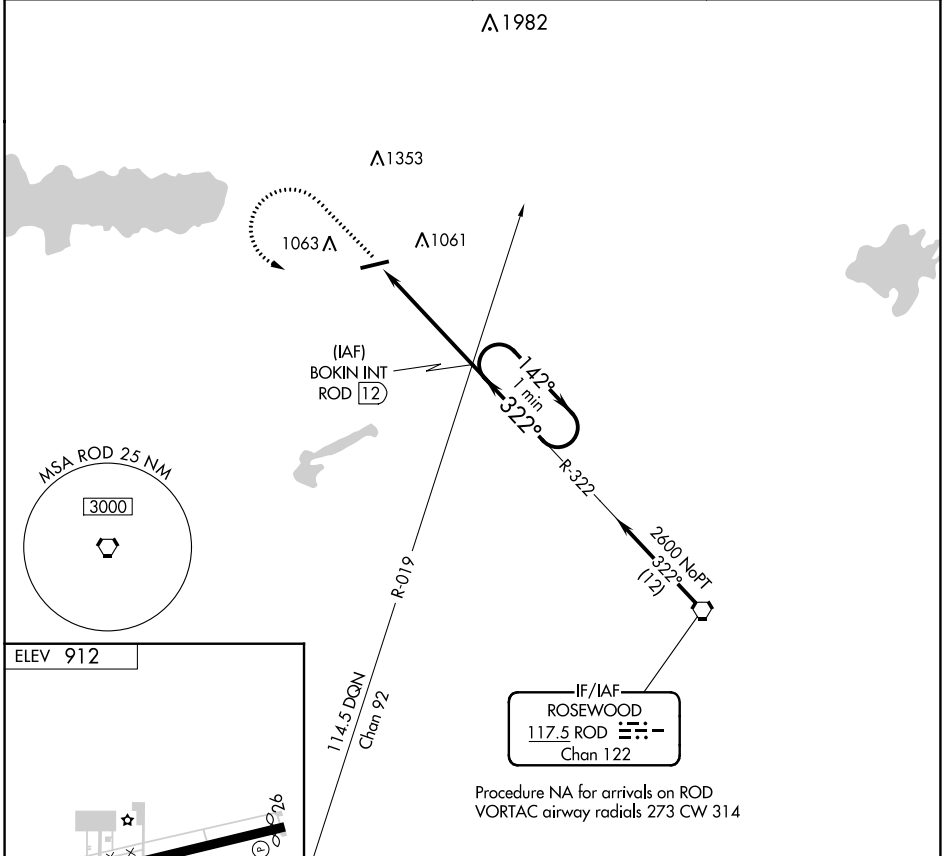 1982
1353
1063
1061
(IAF)
BOKIN INT
ROD 12
142°
1 min
322°
R-322
MSA ROD 25 NM
3000
2600 NoPT
322°
(12)
R-019
ELEV 912
114.5 DQN
Chan 92
IF/IAF
ROSEWOOD
117.5 ROD
Chan 122
Procedure NA for arrivals on ROD
VORTAC airway radials 273 CW 314
26
P